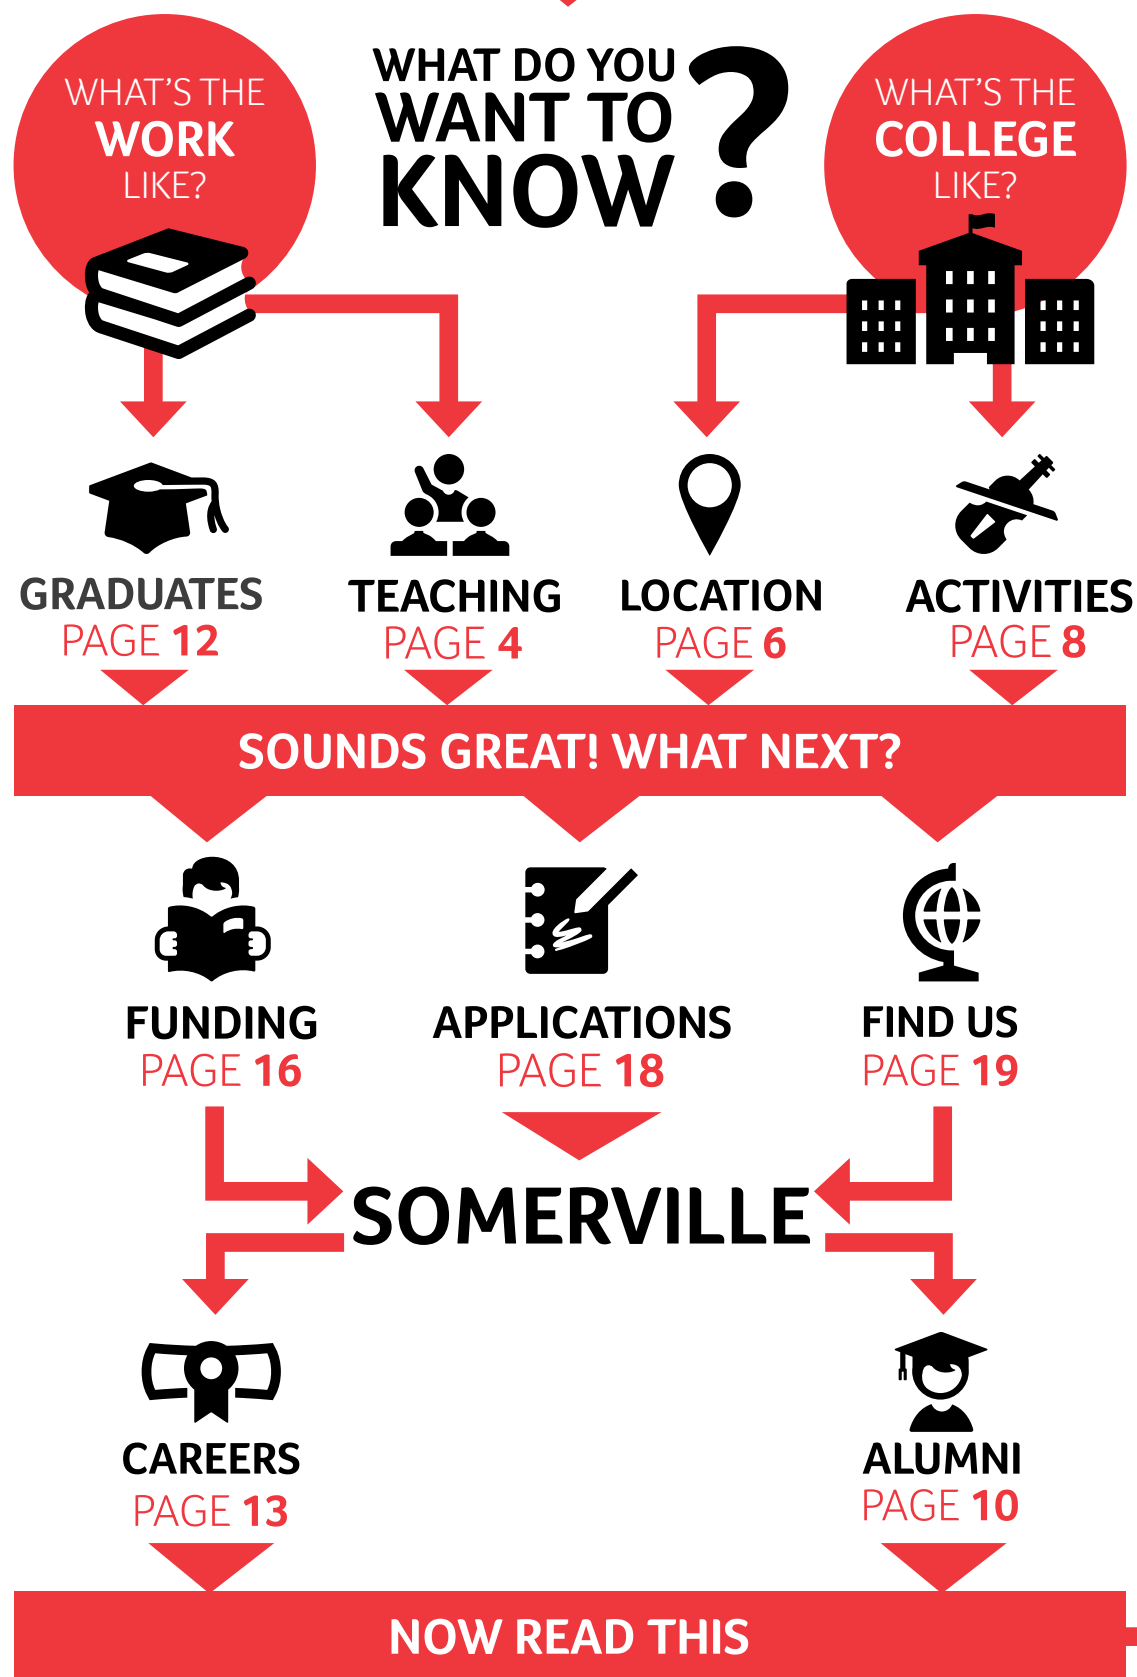 WHAT'S THE
WORK
LIKE?
WHAT DO YOU
WANT TO
KNOW?
WHAT'S THE
COLLEGE
LIKE?
GRADUATES
PAGE 12
TEACHING
PAGE 4
LOCATION
PAGE 6
ACTIVITIES
PAGE 8
SOUNDS GREAT! WHAT NEXT?
FUNDING
PAGE 16
APPLICATIONS
PAGE 18
FIND US
PAGE 19
SOMERVILLE
CAREERS
PAGE 13
ALUMNI
PAGE 10
NOW READ THIS